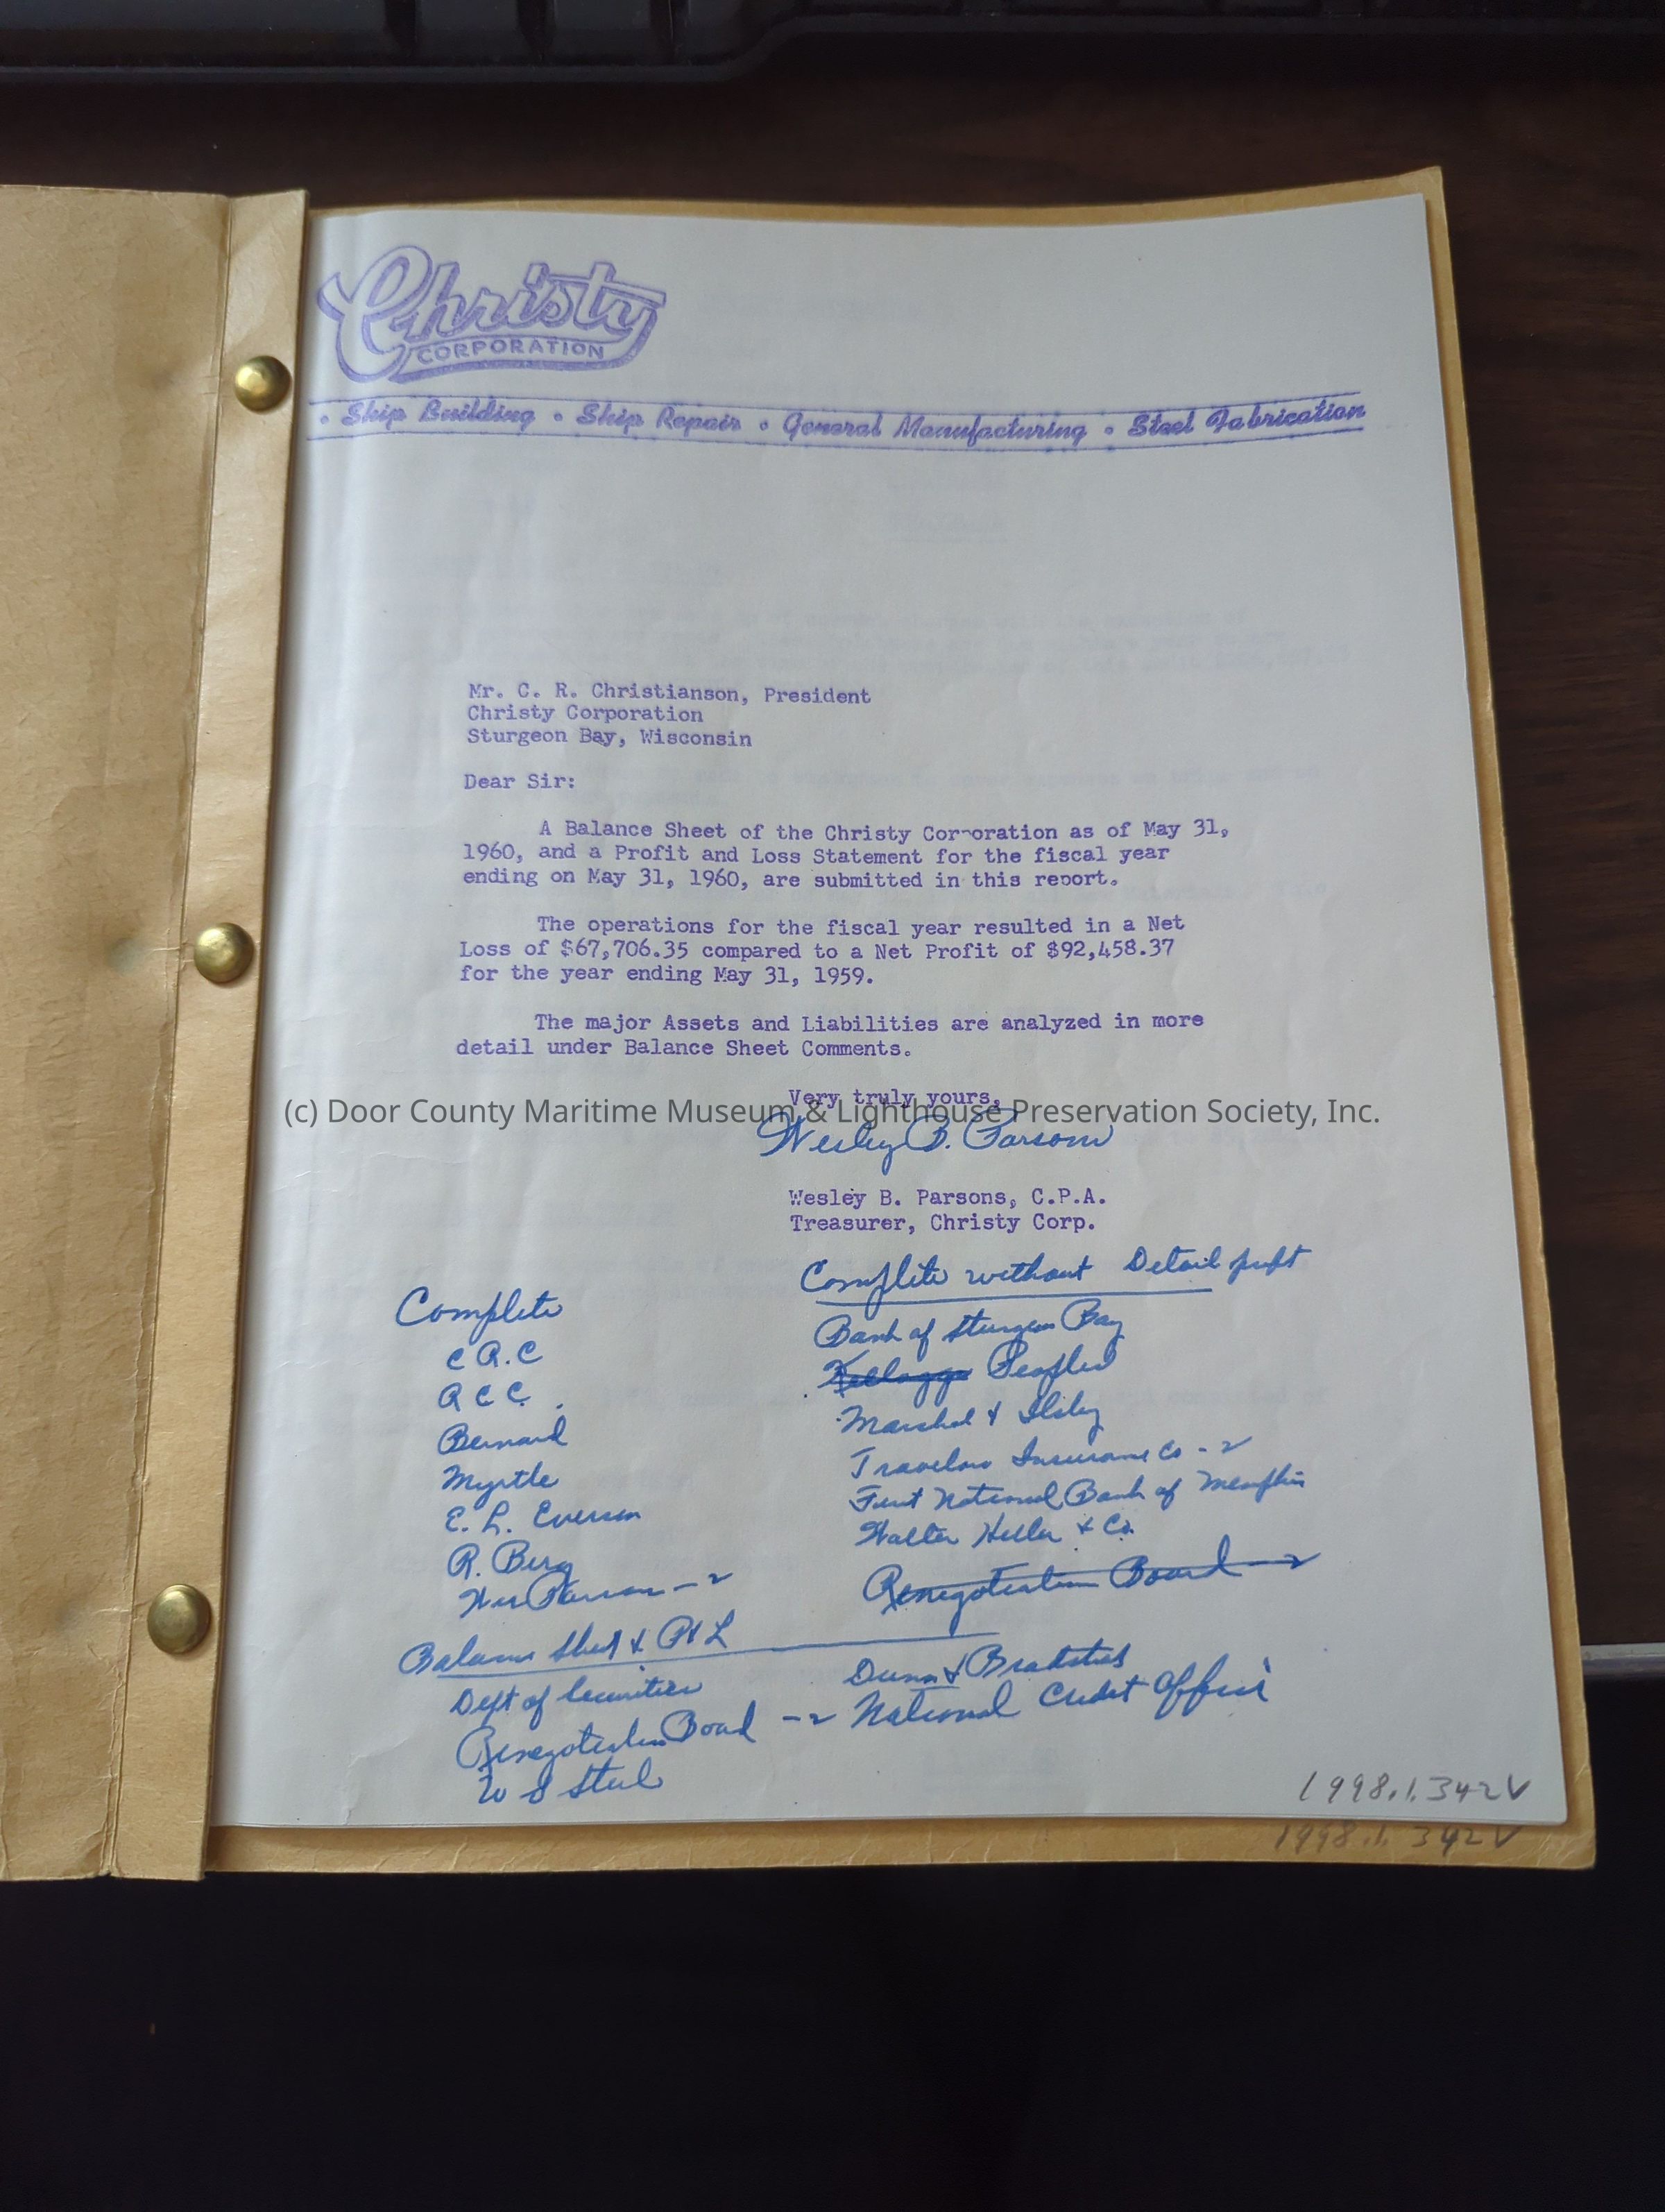 Christy
CORPORATION
• Ship Building • Ship Repair • General Manufacturing • Steel Fabrication
Mr. C. R. Christianson, President
Christy Corporation
Sturgeon Bay, Wisconsin
Dear Sir:
A Balance Sheet of the Christy Corporation as of May 31,
1960, and a Profit and Loss Statement for the fiscal year
ending on May 31, 1960, are submitted in this report.
The operations for the fiscal year resulted in a Net
Loss of $67,706.35 compared to a Net Profit of $92,458.37
for the year ending May 31, 1959.
The major Assets and Liabilities are analyzed in more
detail under Balance Sheet Comments.
Very truly yours,
(c) Door County Maritime Museum & Lighthouse Preservation Society, Inc.
Wesley B. Parsons
Wesley B. Parsons, C.P.A.
Treasurer, Christy Corp.
Complete
C R.C
R C C.
Bernard
Myrtle
E. L. Everson
R. Berg
Wes Parsons - 2
Complete without Detail
Bank of Sturgeon Bay
Kellogg Peoples
Marshal & Ilsley
Travelers Insurance Co - 2
First National Bank of Memphis
Walter Heller & Co.
Renegotiation Board - 2
Balance Sheet & P & L
Dept of Securities
Renegotiation Board - 2
U S Steel
Dunn & Bradstreet
National Credit Office
1998.1.342V
1998.1.342V